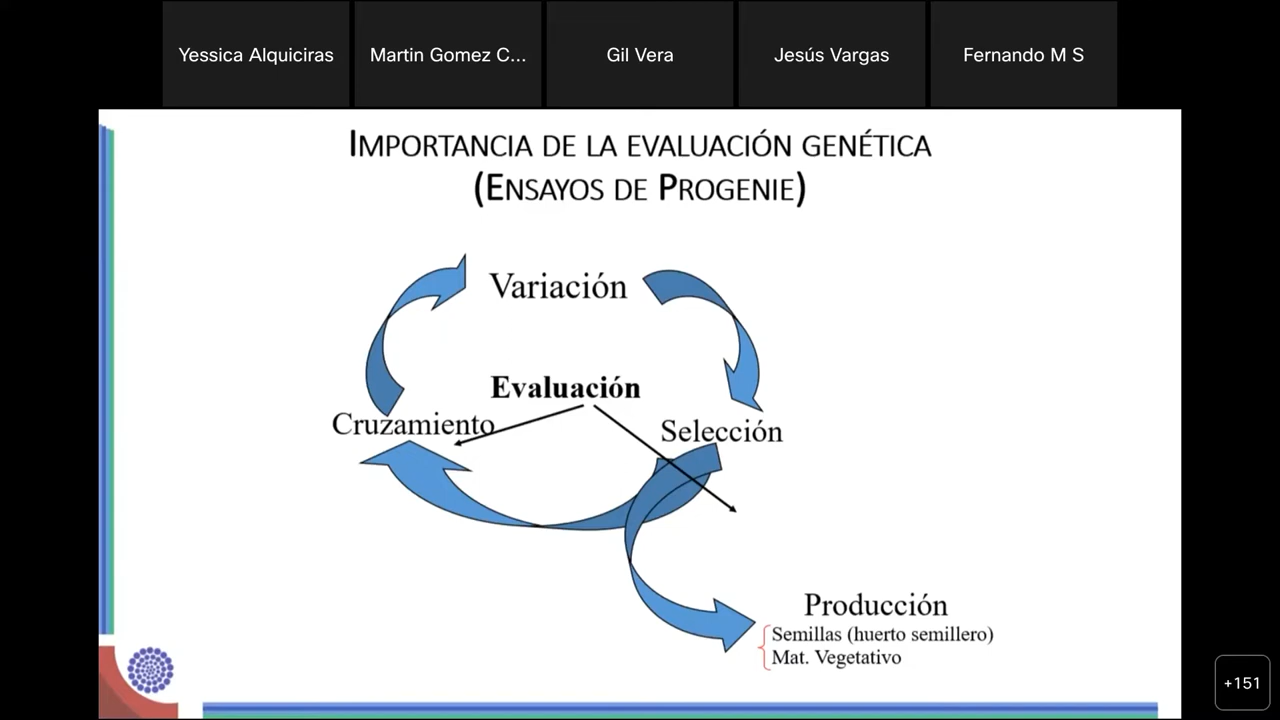 Yessica Alquiciras
Martin Gomez C...
Gil Vera
Jesús Vargas
Fernando M S
IMPORTANCIA DE LA EVALUACIÓN GENÉTICA
(ENSAYOS DE PROGENIE)
Variación
Evaluación
Cruzamiento
Selección
Producción
Semillas (huerto semillero)
Mat. Vegetativo
+151